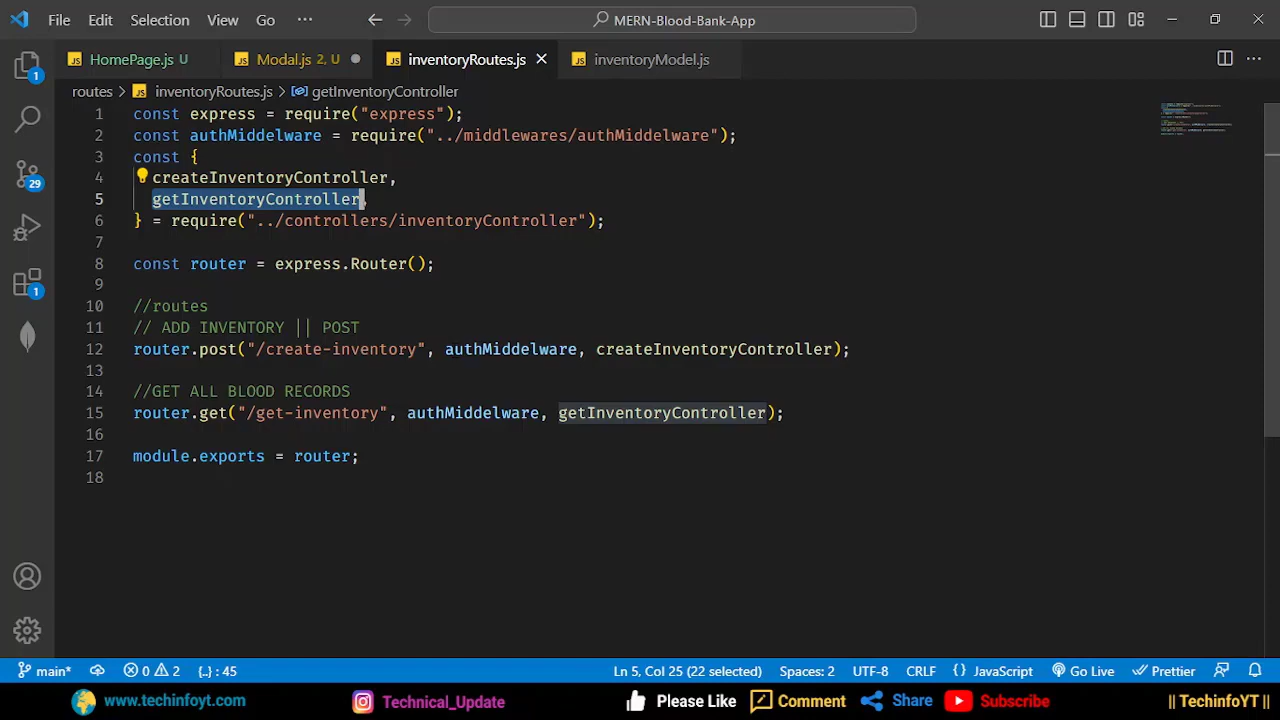 File Edit Selection View Go ··· MERN-Blood-Bank-App
HomePage.js U Modal.js 2, U inventoryRoutes.js inventoryModel.js
routes > JS inventoryRoutes.js > getInventoryController
1 const express = require("express");
2 const authMiddelware = require("../middlewares/authMiddelware");
3 const {
4 createInventoryController,
5 getInventoryController,
6 } = require("../controllers/inventoryController");
7
8 const router = express.Router();
9
10 //routes
11 // ADD INVENTORY || POST
12 router.post("/create-inventory", authMiddelware, createInventoryController);
13
14 //GET ALL BLOOD RECORDS
15 router.get("/get-inventory", authMiddelware, getInventoryController);
16
17 module.exports = router;
18
1
29
1
main* 0 2 {..} : 45 Ln 5, Col 25 (22 selected) Spaces: 2 UTF-8 CRLF {} JavaScript Go Live Prettier
www.techinfoyt.com Technical_Update Please Like Comment Share Subscribe || TechinfoYT ||